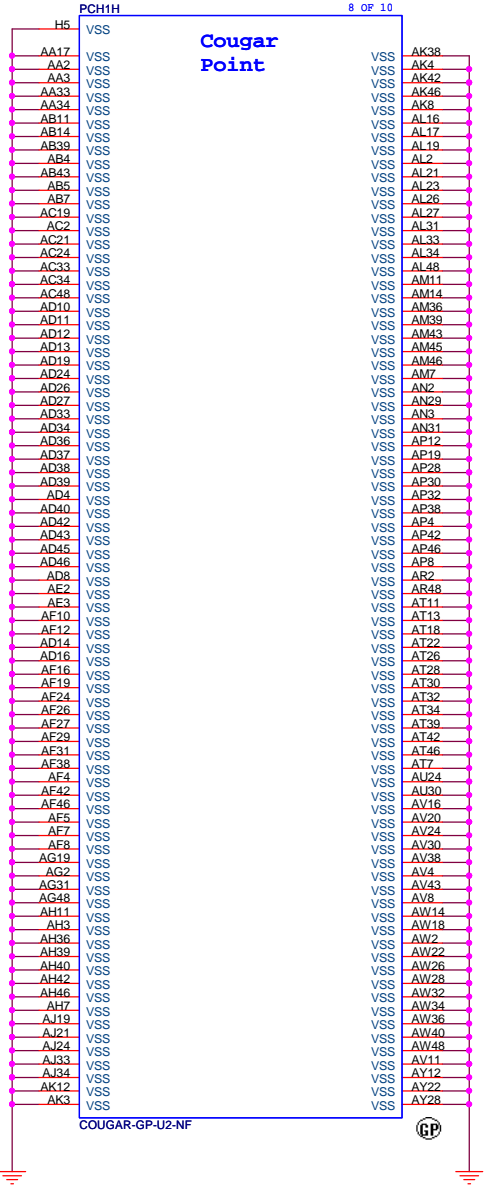 PCH1H 8 OF 10
H5 VSS
Cougar
Point
AA17 VSS VSS AK38
AA2 VSS VSS AK4
AA3 VSS VSS AK42
AA33 VSS VSS AK46
AA34 VSS VSS AK8
AB11 VSS VSS AL16
AB14 VSS VSS AL17
AB39 VSS VSS AL19
AB4 VSS VSS AL2
AB43 VSS VSS AL21
AB5 VSS VSS AL23
AB7 VSS VSS AL26
AC19 VSS VSS AL27
AC2 VSS VSS AL31
AC21 VSS VSS AL33
AC24 VSS VSS AL34
AC33 VSS VSS AL48
AC34 VSS VSS AM11
AC48 VSS VSS AM14
AD10 VSS VSS AM36
AD11 VSS VSS AM39
AD12 VSS VSS AM43
AD13 VSS VSS AM45
AD19 VSS VSS AM46
AD24 VSS VSS AM7
AD26 VSS VSS AN2
AD27 VSS VSS AN29
AD33 VSS VSS AN3
AD34 VSS VSS AN31
AD36 VSS VSS AP12
AD37 VSS VSS AP19
AD38 VSS VSS AP28
AD39 VSS VSS AP30
AD4 VSS VSS AP32
AD40 VSS VSS AP38
AD42 VSS VSS AP4
AD43 VSS VSS AP42
AD45 VSS VSS AP46
AD46 VSS VSS AP8
AD8 VSS VSS AR2
AE2 VSS VSS AR48
AE3 VSS VSS AT11
AF10 VSS VSS AT13
AF12 VSS VSS AT18
AD14 VSS VSS AT22
AD16 VSS VSS AT26
AF16 VSS VSS AT28
AF19 VSS VSS AT30
AF24 VSS VSS AT32
AF26 VSS VSS AT34
AF27 VSS VSS AT39
AF29 VSS VSS AT42
AF31 VSS VSS AT46
AF38 VSS VSS AT7
AF4 VSS VSS AU24
AF42 VSS VSS AU30
AF46 VSS VSS AV16
AF5 VSS VSS AV20
AF7 VSS VSS AV24
AF8 VSS VSS AV30
AG19 VSS VSS AV38
AG2 VSS VSS AV4
AG31 VSS VSS AV43
AG48 VSS VSS AV8
AH11 VSS VSS AW14
AH3 VSS VSS AW18
AH36 VSS VSS AW2
AH39 VSS VSS AW22
AH40 VSS VSS AW26
AH42 VSS VSS AW28
AH46 VSS VSS AW32
AH7 VSS VSS AW34
AJ19 VSS VSS AW36
AJ21 VSS VSS AW40
AJ24 VSS VSS AW48
AJ33 VSS VSS AV11
AJ34 VSS VSS AY12
AK12 VSS VSS AY22
AK3 VSS VSS AY28
COUGAR-GP-U2-NF
GP